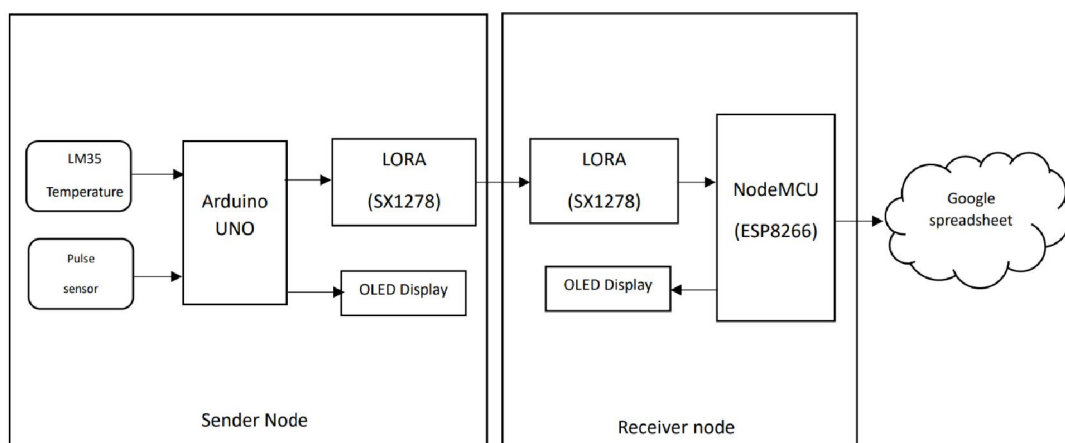 LM35
Temperature
Pulse
sensor
Arduino
UNO
LORA
(SX1278)
OLED Display
Sender Node
LORA
(SX1278)
OLED Display
NodeMCU
(ESP8266)
Receiver node
Google
spreadsheet